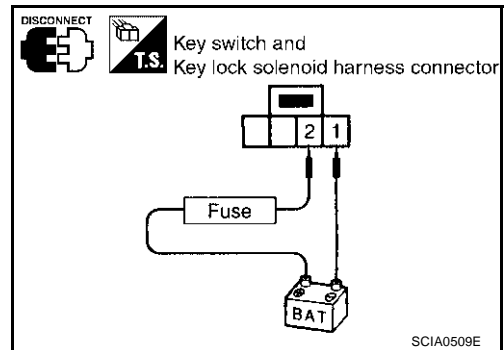 DISCONNECT
T.S.
Key switch and
Key lock solenoid harness connector
2 1
Fuse
BAT
SCIA0509E